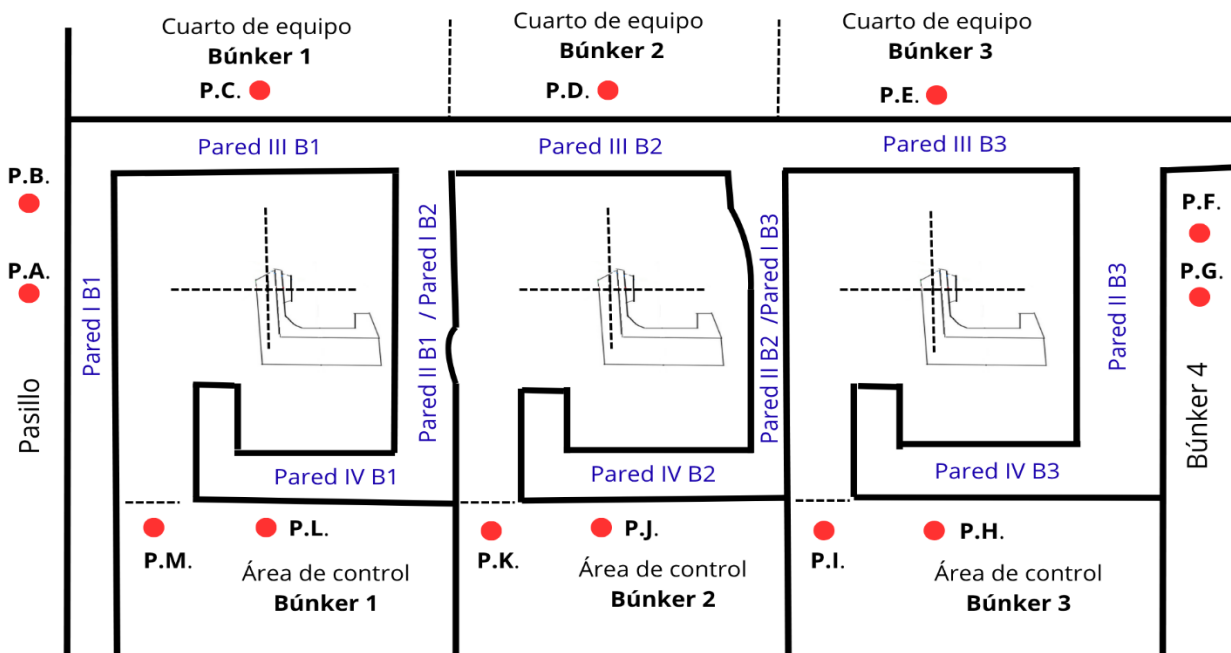 Cuarto de equipo
Búnker 1
Cuarto de equipo
Búnker 2
Cuarto de equipo
Búnker 3
P.C.
P.D.
P.E.
Pared III B1
Pared III B2
Pared III B3
P.B.
P.A.
Pasillo
Pared I B1
Pared II B1 / Pared I B2
Pared II B2 /Pared I B3
Pared II B3
P.F.
P.G.
Búnker 4
Pared IV B1
Pared IV B2
Pared IV B3
P.M.
P.L.
P.K.
P.J.
P.I.
P.H.
Área de control
Búnker 1
Área de control
Búnker 2
Área de control
Búnker 3